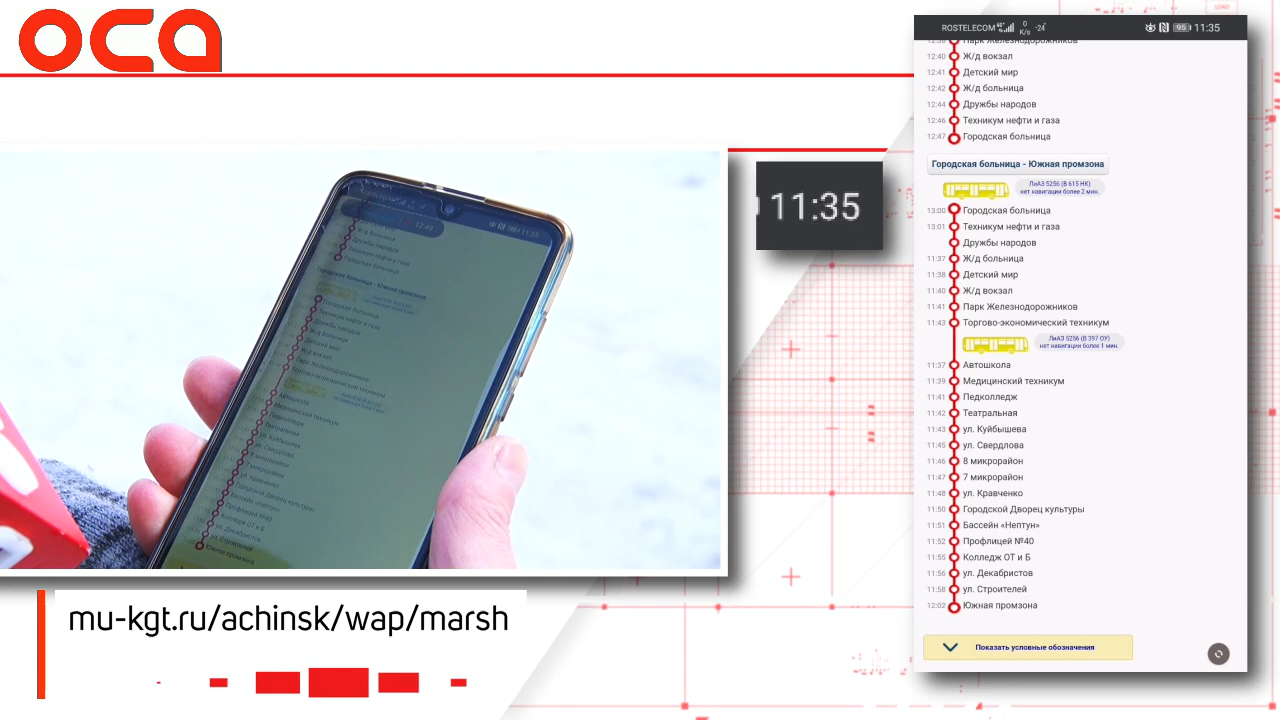 оса
ROSTELECOM 0 K/s -24° 95 11:35
Парк Железнодорожников
12:40 Ж/д вокзал
12:41 Детский мир
12:42 Ж/д больница
12:44 Дружбы народов
12:46 Техникум нефти и газа
12:47 Городская больница
Городская больница - Южная промзона
ЛиАЗ 5256 (В 615 НК)
нет навигации более 2 мин.
13:00 Городская больница
13:01 Техникум нефти и газа
Дружбы народов
11:37 Ж/д больница
11:38 Детский мир
11:40 Ж/д вокзал
11:41 Парк Железнодорожников
11:43 Торгово-экономический техникум
ЛиАЗ 5256 (В 397 ОУ)
нет навигации более 1 мин.
11:37 Автошкола
11:39 Медицинский техникум
11:41 Педколледж
11:42 Театральная
11:43 ул. Куйбышева
11:45 ул. Свердлова
11:46 8 микрорайон
11:47 7 микрорайон
11:48 ул. Кравченко
11:50 Городской Дворец культуры
11:51 Бассейн «Нептун»
11:52 Профлицей №40
11:55 Колледж ОТ и Б
11:56 ул. Декабристов
11:58 ул. Строителей
12:02 Южная промзона
Показать условные обозначения
11:35
mu-kgt.ru/achinsk/wap/marsh